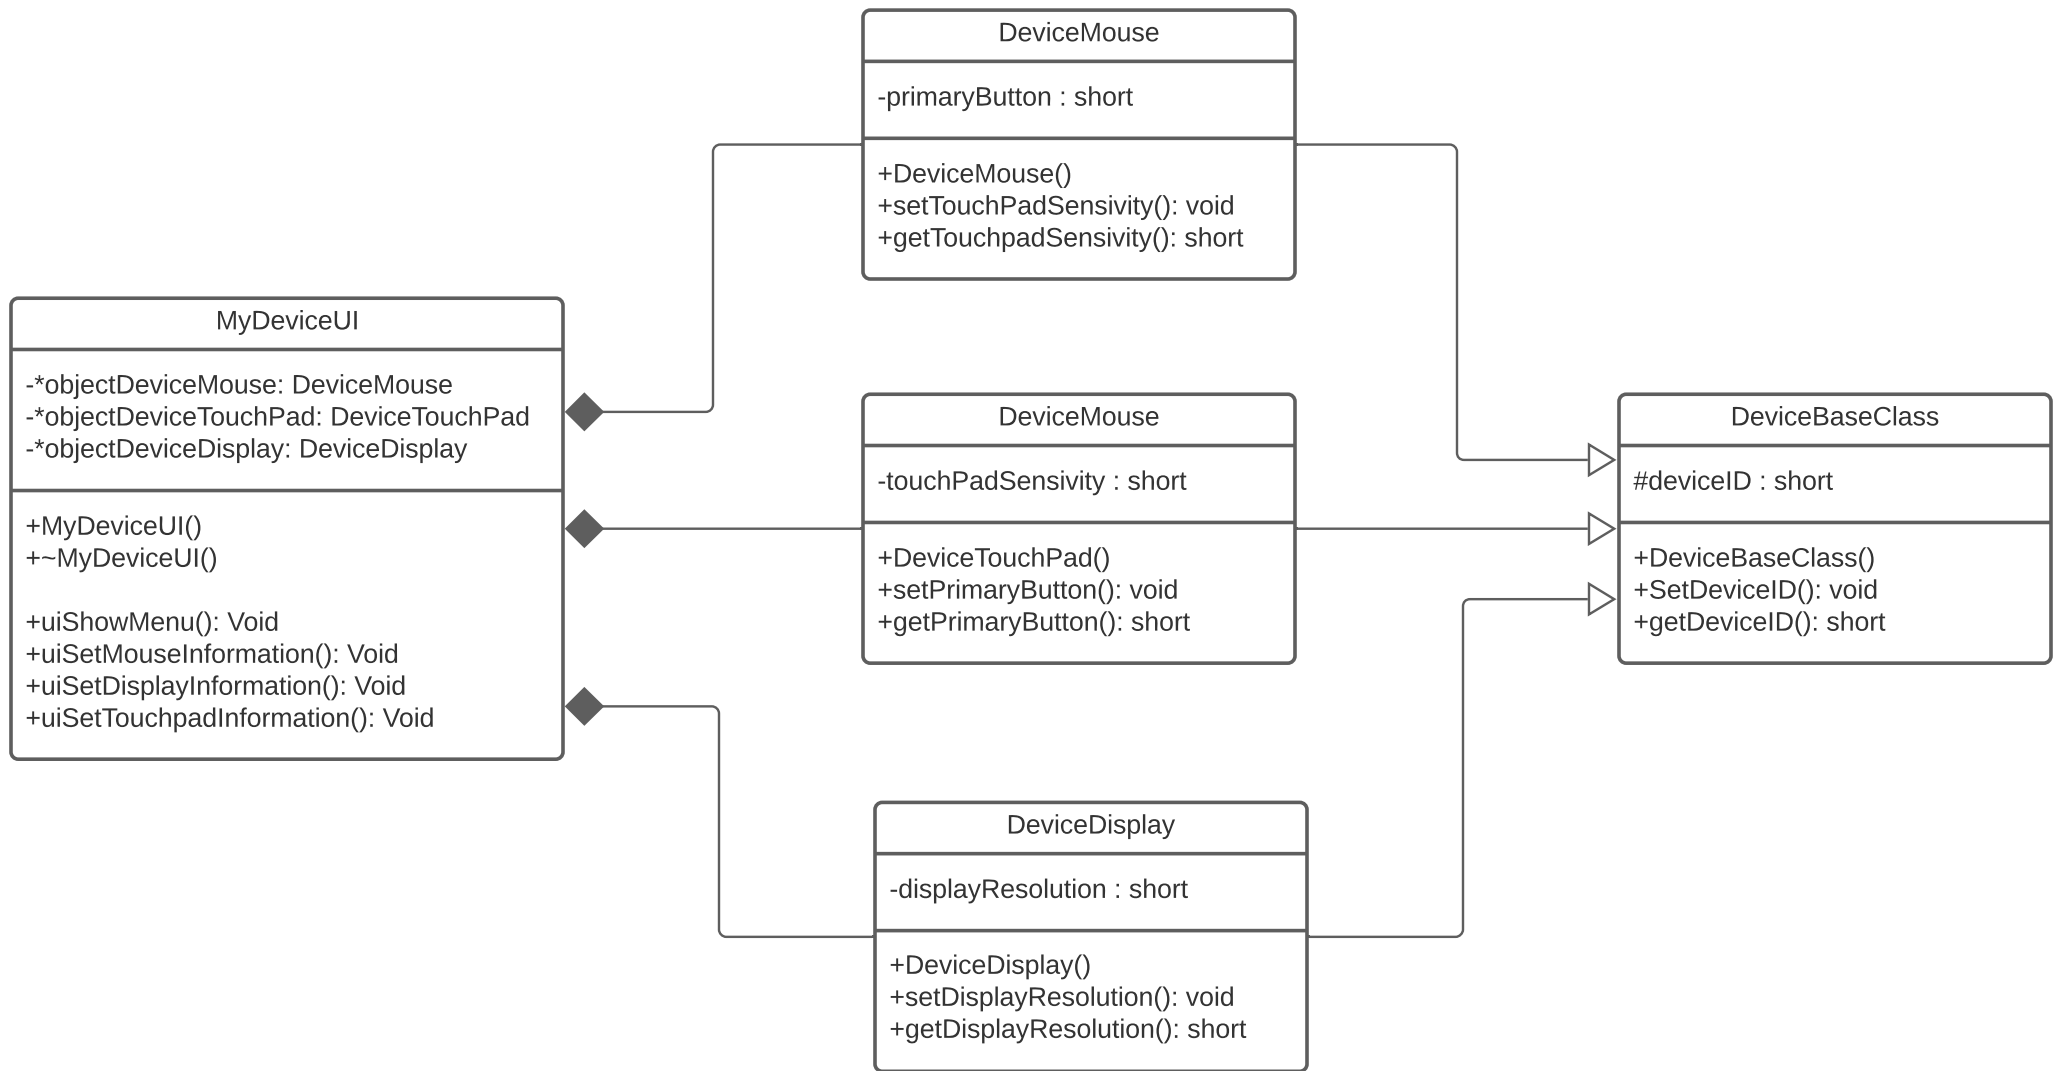 DeviceMouse
-primaryButton : short
+DeviceMouse()
+setTouchPadSensivity(): void
+getTouchpadSensivity(): short
MyDeviceUI
-*objectDeviceMouse: DeviceMouse
-*objectDeviceTouchPad: DeviceTouchPad
-*objectDeviceDisplay: DeviceDisplay
+MyDeviceUI()
+~MyDeviceUI()
+uiShowMenu(): Void
+uiSetMouseInformation(): Void
+uiSetDisplayInformation(): Void
+uiSetTouchpadInformation(): Void
DeviceMouse
-touchPadSensivity : short
+DeviceTouchPad()
+setPrimaryButton(): void
+getPrimaryButton(): short
DeviceBaseClass
#deviceID : short
+DeviceBaseClass()
+SetDeviceID(): void
+getDeviceID(): short
DeviceDisplay
-displayResolution : short
+DeviceDisplay()
+setDisplayResolution(): void
+getDisplayResolution(): short